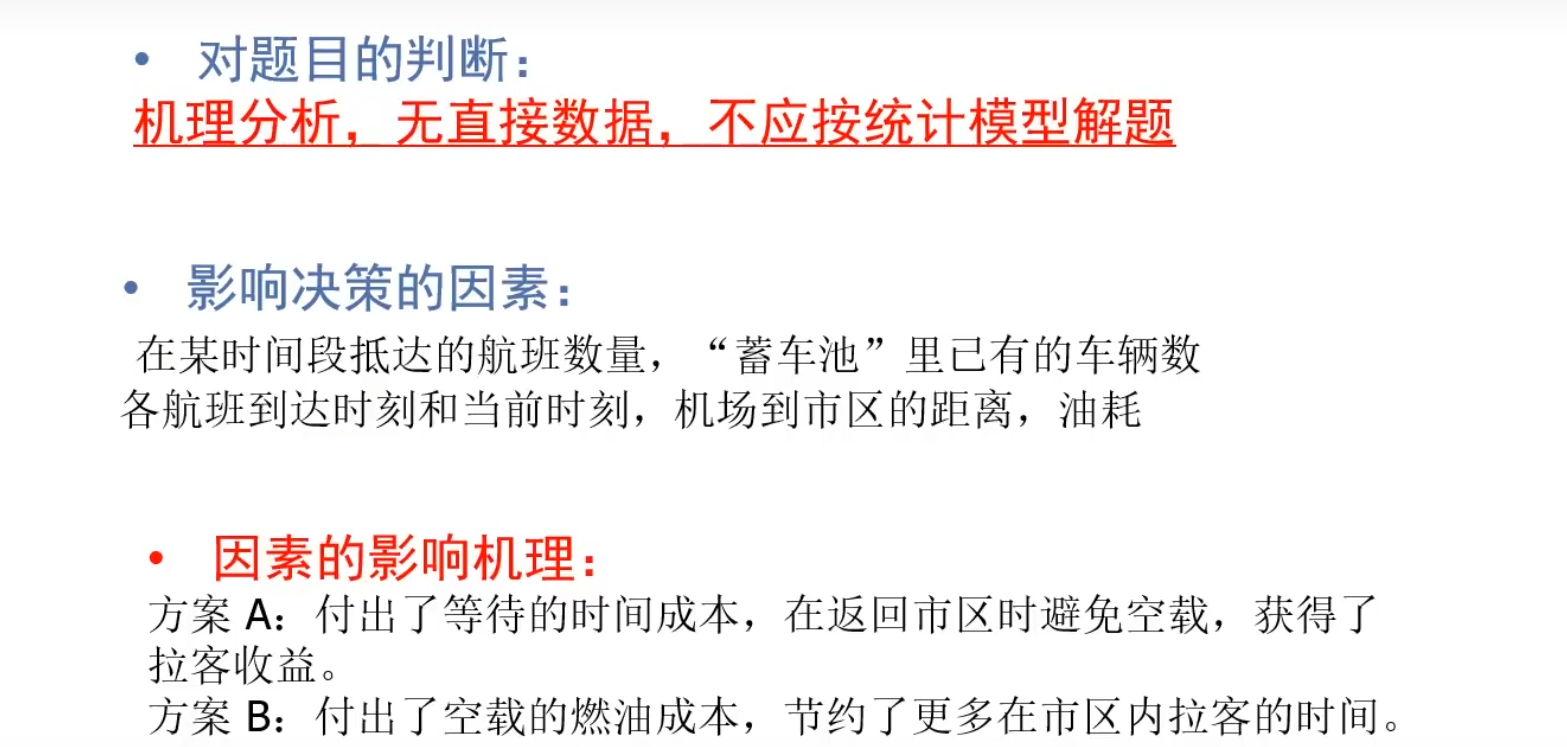 • 对题目的判断：
机理分析，无直接数据，不应按统计模型解题
• 影响决策的因素：
在某时间段抵达的航班数量，“蓄车池”里已有的车辆数
各航班到达时刻和当前时刻，机场到市区的距离，油耗
• 因素的影响机理：
方案 A：付出了等待的时间成本，在返回市区时避免空载，获得了
拉客收益。
方案 B：付出了空载的燃油成本，节约了更多在市区内拉客的时间。